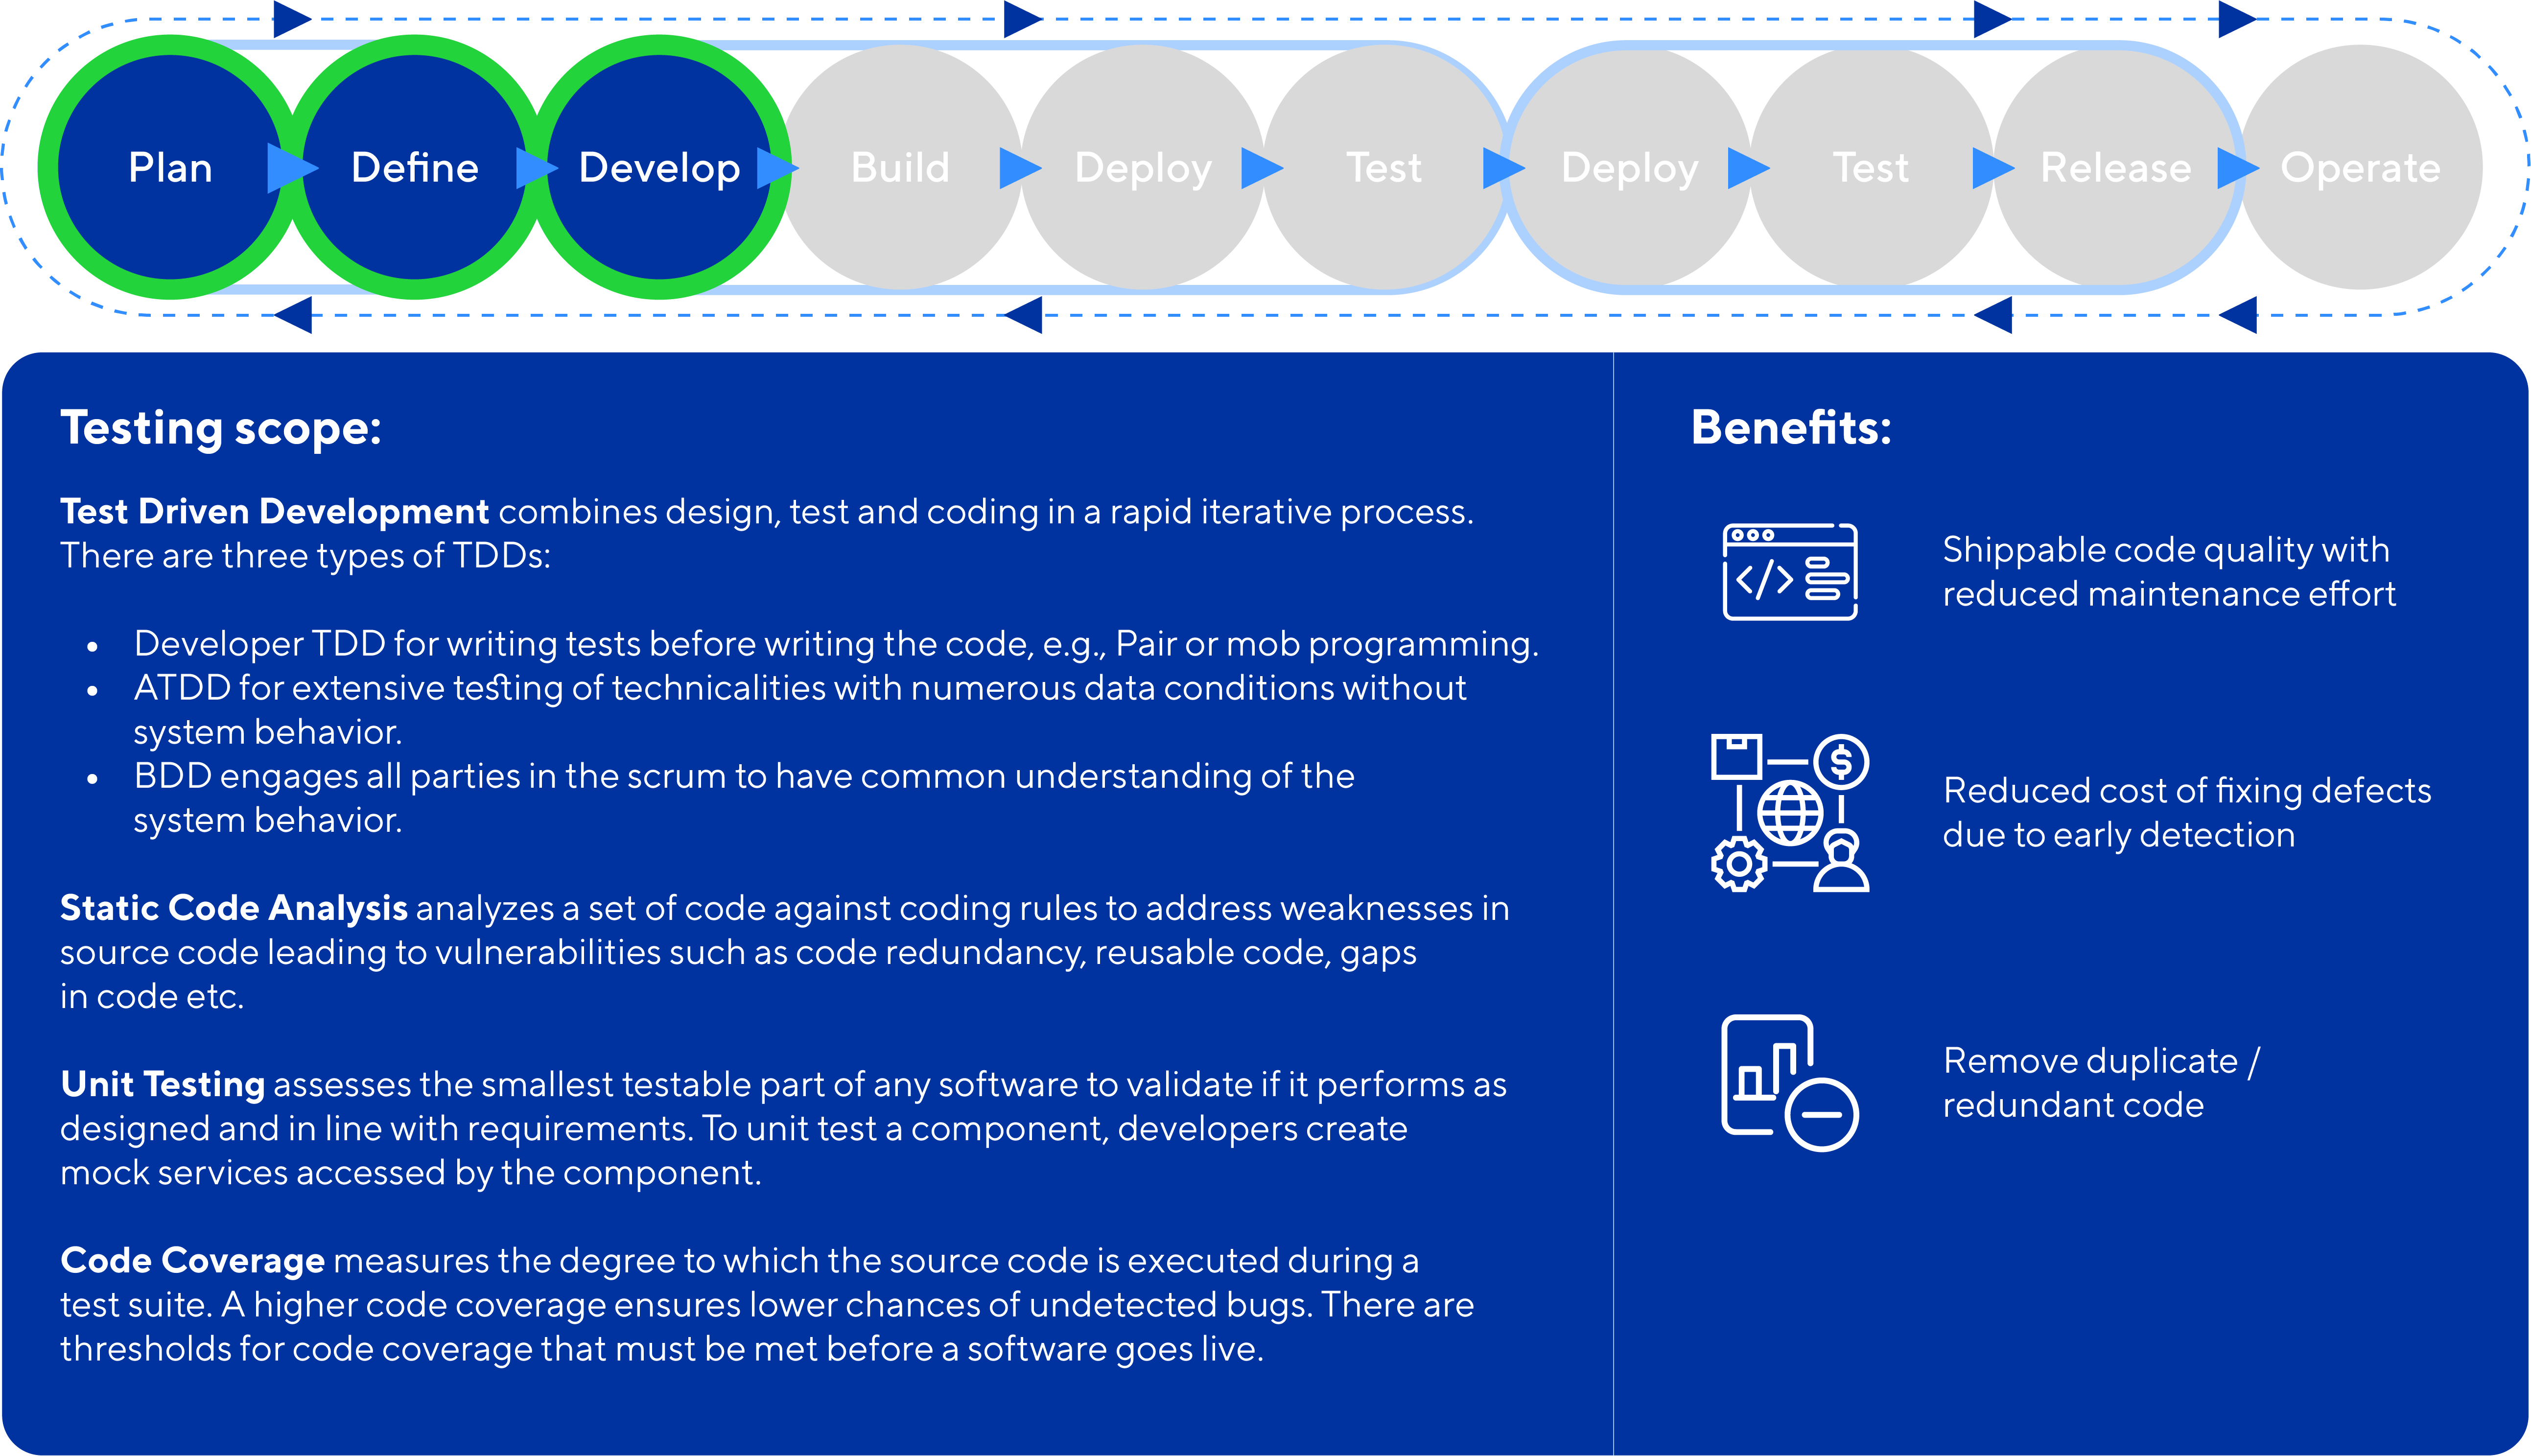 Plan
Define
Develop
Build
Deploy
Test
Deploy
Test
Release
Operate
Testing scope:
Test Driven Development combines design, test and coding in a rapid iterative process.
There are three types of TDDs:
• Developer TDD for writing tests before writing the code, e.g., Pair or mob programming.
• ATDD for extensive testing of technicalities with numerous data conditions without
system behavior.
• BDD engages all parties in the scrum to have common understanding of the
system behavior.
Static Code Analysis analyzes a set of code against coding rules to address weaknesses in
source code leading to vulnerabilities such as code redundancy, reusable code, gaps
in code etc.
Unit Testing assesses the smallest testable part of any software to validate if it performs as
designed and in line with requirements. To unit test a component, developers create
mock services accessed by the component.
Code Coverage measures the degree to which the source code is executed during a
test suite. A higher code coverage ensures lower chances of undetected bugs. There are
thresholds for code coverage that must be met before a software goes live.
Benefits:
</>
Shippable code quality with
reduced maintenance effort
$
Reduced cost of fixing defects
due to early detection
Remove duplicate /
redundant code